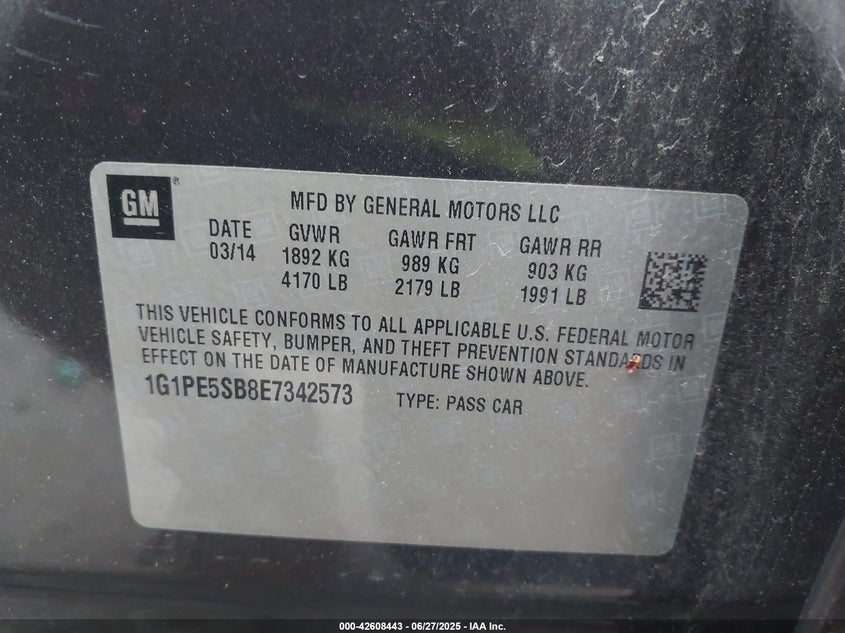 GM
®
MFD BY GENERAL MOTORS LLC
DATE GVWR GAWR FRT GAWR RR
03/14 1892 KG 989 KG 903 KG
4170 LB 2179 LB 1991 LB
THIS VEHICLE CONFORMS TO ALL APPLICABLE U.S. FEDERAL MOTOR
VEHICLE SAFETY, BUMPER, AND THEFT PREVENTION STANDARDS IN
EFFECT ON THE DATE OF MANUFACTURE SHOWN ABOVE.
1G1PE5SB8E7342573 TYPE: PASS CAR
000-42608443 - 06/27/2025 - IAA Inc.